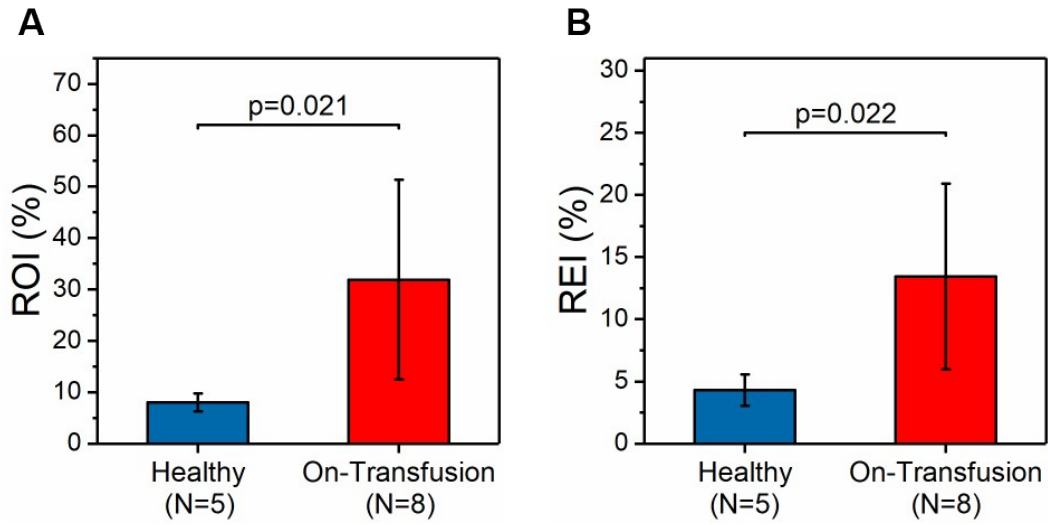 A
ROI (%)
70
60
50
40
30
20
10
0
p=0.021
Healthy
(N=5)
On-Transfusion
(N=8)
B
REI (%)
30
25
20
15
10
5
0
p=0.022
Healthy
(N=5)
On-Transfusion
(N=8)